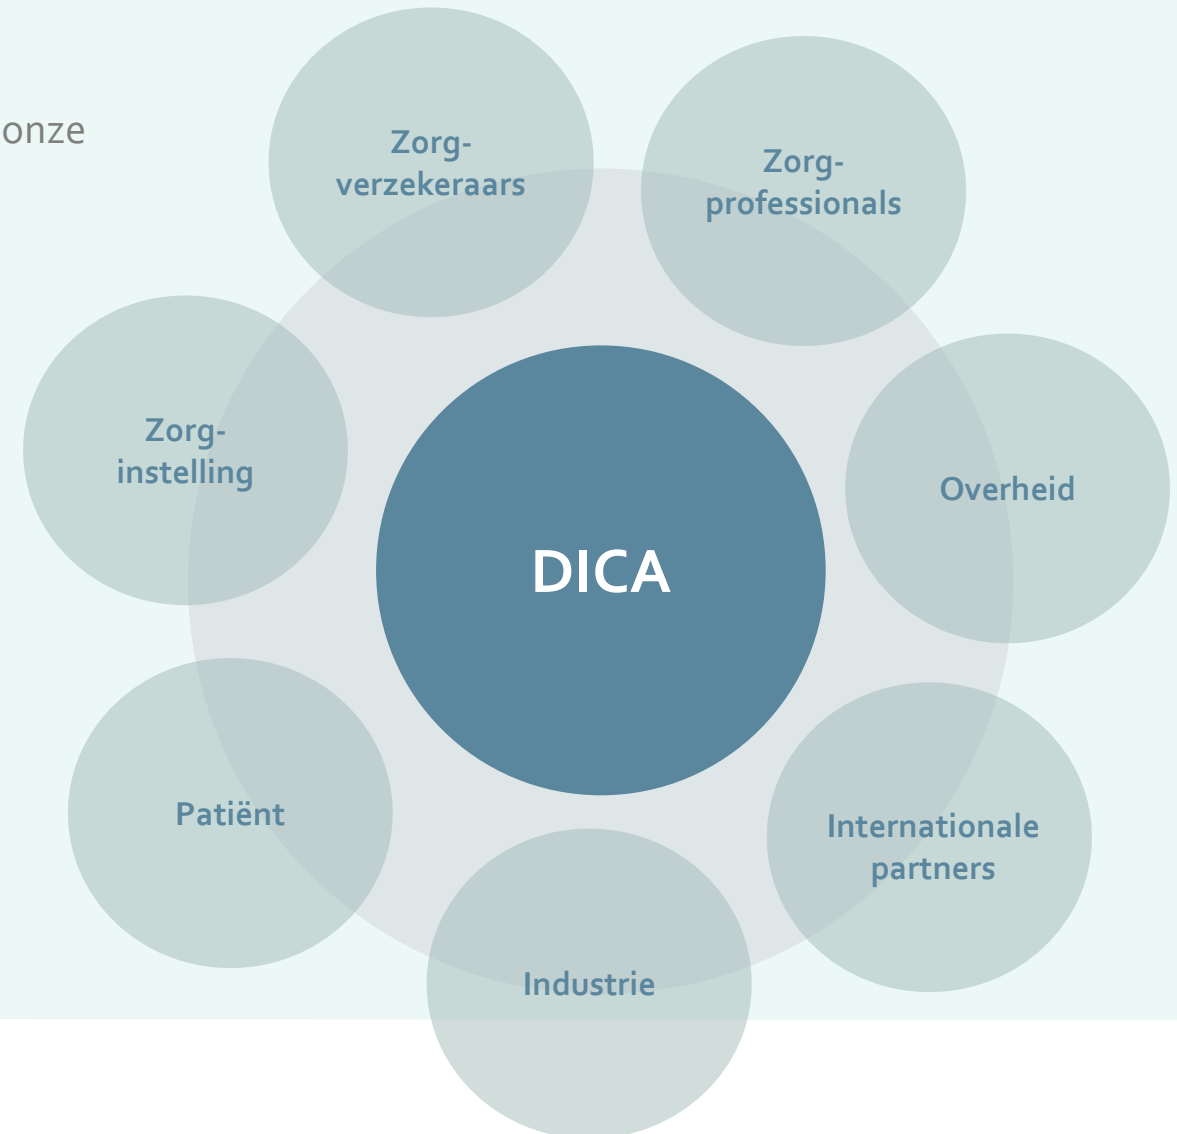 onze
Zorg-
verzekeraars
Zorg-
professionals
Zorg-
instelling
Overheid
DICA
Patiënt
Internationale
partners
Industrie